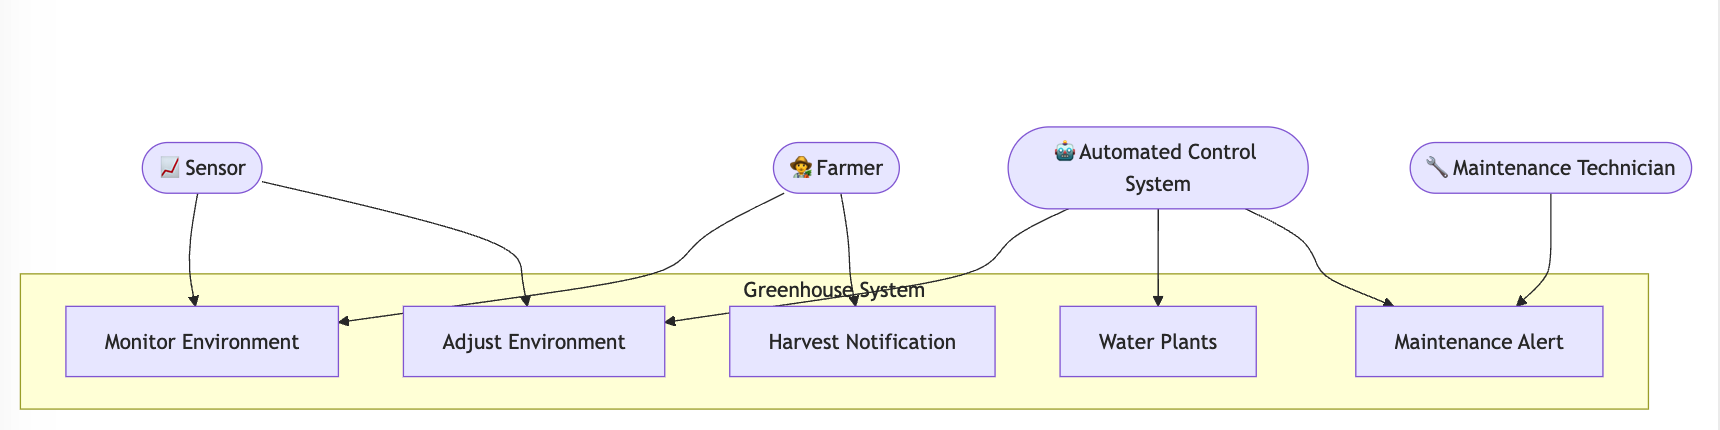 Sensor
Farmer
Automated Control
System
Maintenance Technician
Greenhouse System
Monitor Environment
Adjust Environment
Harvest Notification
Water Plants
Maintenance Alert